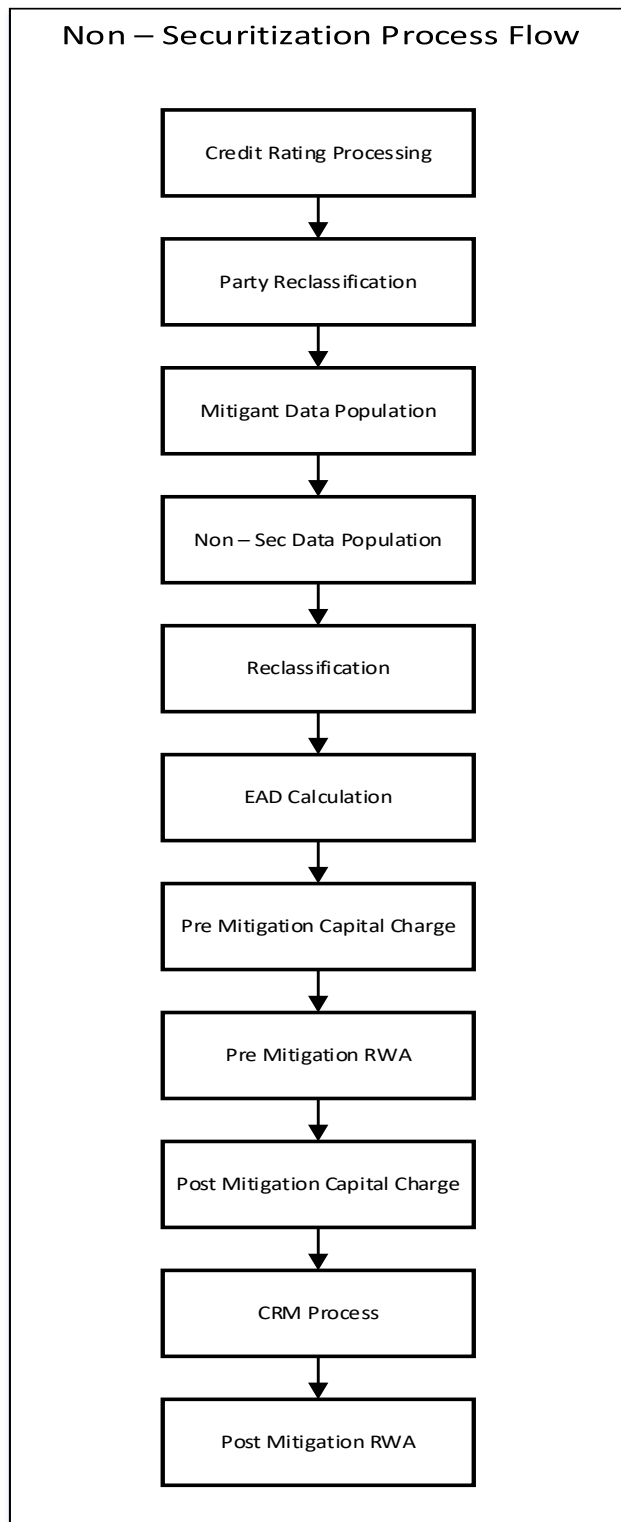 Non – Securitization Process Flow
Credit Rating Processing
Party Reclassification
Mitigant Data Population
Non – Sec Data Population
Reclassification
EAD Calculation
Pre Mitigation Capital Charge
Pre Mitigation RWA
Post Mitigation Capital Charge
CRM Process
Post Mitigation RWA